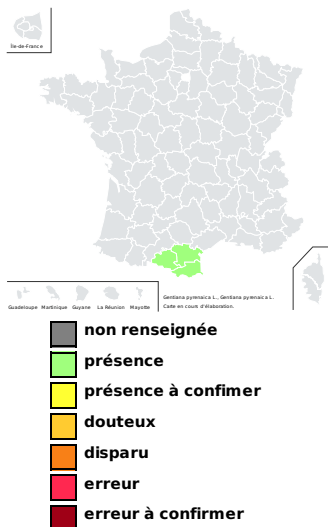 Île-de-France
Guadeloupe Martinique Guyane La Réunion Mayotte
Gentiana pyrenaica L., Gentiana pyrenaica L.
Carte en cours d'élaboration.
non renseignée
présence
présence à confimer
douteux
disparu
erreur
erreur à confirmer